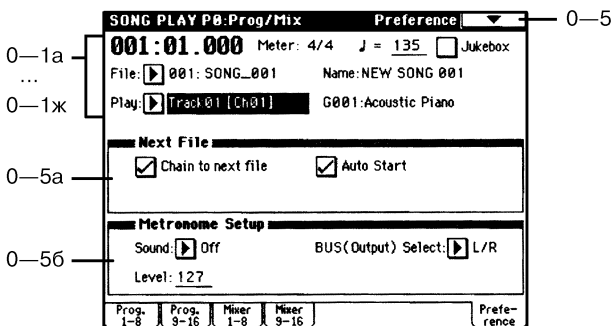 SONG PLAY P0:Prog/Mix Preference 0—5
001:01.000 Meter: 4/4 ♩ = 135 Jukebox
0—1а
File: 001: SONG_001 Name: NEW SONG 001
...
0—1ж
Play: Track01 [Ch01] G001: Acoustic Piano
Next File
Chain to next file Auto Start
0—5а
Metronome Setup
Sound: Off BUS(Output) Select: L/R
0—5б
Level: 127
Prog. 1-8 Prog. 9-16 Mixer 1-8 Mixer 9-16 Prefe-rence